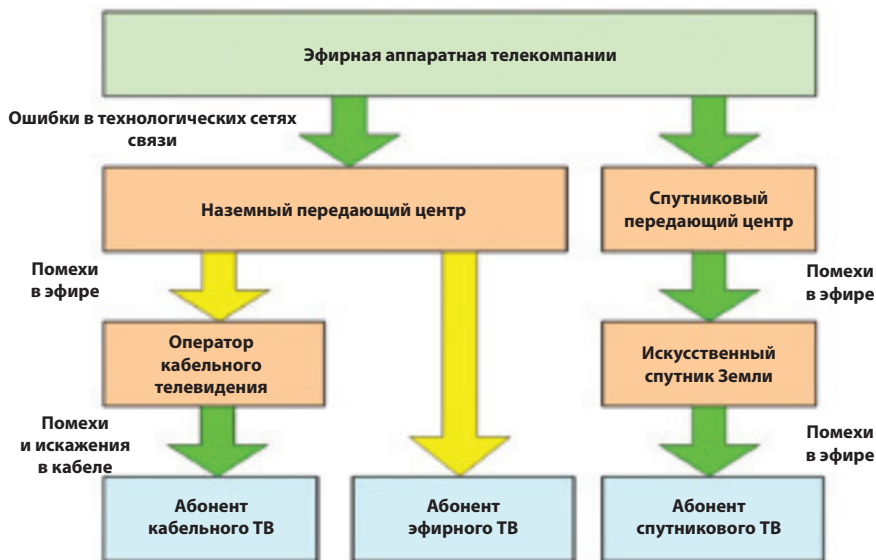 Эфирная аппаратная телекомпании
Ошибки в технологических сетях
связи
Наземный передающий центр
Спутниковый
передающий центр
Помехи
в эфире
Помехи
в эфире
Оператор
кабельного
телевидения
Искусственный
спутник Земли
Помехи
и искажения
в кабеле
Помехи
в эфире
Абонент
кабельного ТВ
Абонент
эфирного ТВ
Абонент
спутникового ТВ